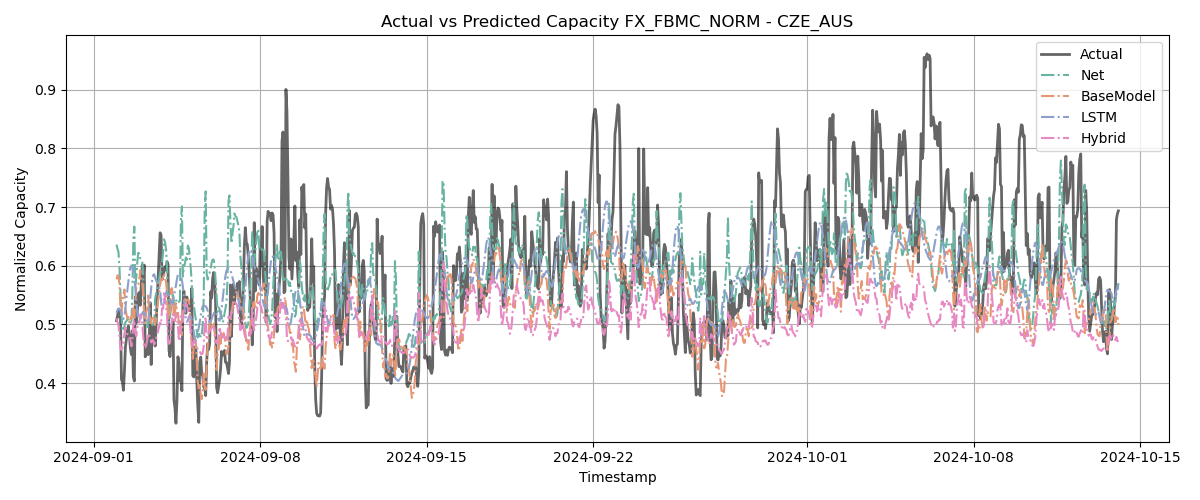 Actual vs Predicted Capacity FX_FBMC_NORM - CZE_AUS
Normalized Capacity
0.9
0.8
0.7
0.6
0.5
0.4
Actual
Net
BaseModel
LSTM
Hybrid
2024-09-01
2024-09-08
2024-09-15
2024-09-22
2024-10-01
2024-10-08
2024-10-15
Timestamp